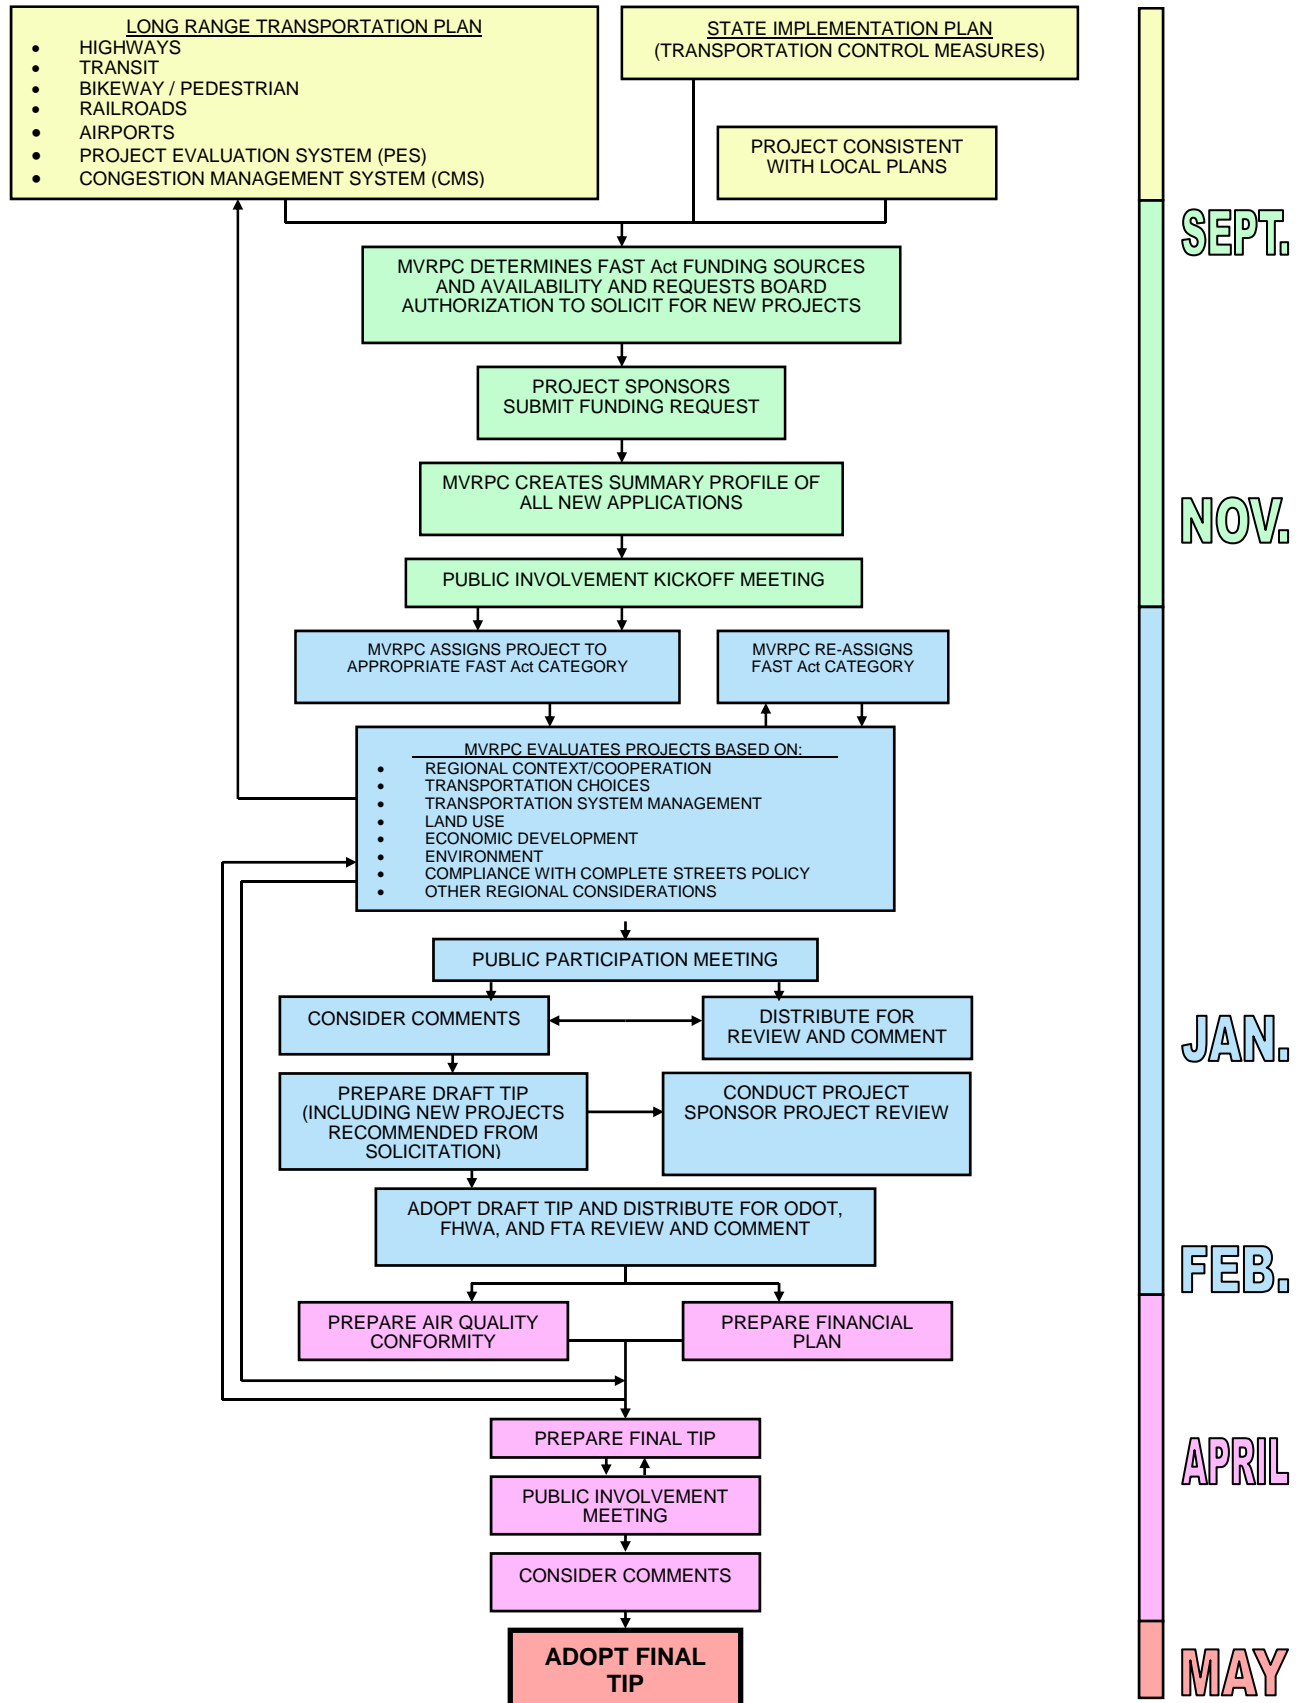 LONG RANGE TRANSPORTATION PLAN
• HIGHWAYS
• TRANSIT
• BIKEWAY / PEDESTRIAN
• RAILROADS
• AIRPORTS
• PROJECT EVALUATION SYSTEM (PES)
• CONGESTION MANAGEMENT SYSTEM (CMS)
STATE IMPLEMENTATION PLAN
(TRANSPORTATION CONTROL MEASURES)
PROJECT CONSISTENT
WITH LOCAL PLANS
SEPT.
MVRPC DETERMINES FAST Act FUNDING SOURCES
AND AVAILABILITY AND REQUESTS BOARD
AUTHORIZATION TO SOLICIT FOR NEW PROJECTS
PROJECT SPONSORS
SUBMIT FUNDING REQUEST
MVRPC CREATES SUMMARY PROFILE OF
ALL NEW APPLICATIONS
NOV.
PUBLIC INVOLVEMENT KICKOFF MEETING
MVRPC ASSIGNS PROJECT TO
APPROPRIATE FAST Act CATEGORY
MVRPC RE-ASSIGNS
FAST Act CATEGORY
MVRPC EVALUATES PROJECTS BASED ON:
• REGIONAL CONTEXT/COOPERATION
• TRANSPORTATION CHOICES
• TRANSPORTATION SYSTEM MANAGEMENT
• LAND USE
• ECONOMIC DEVELOPMENT
• ENVIRONMENT
• COMPLIANCE WITH COMPLETE STREETS POLICY
• OTHER REGIONAL CONSIDERATIONS
PUBLIC PARTICIPATION MEETING
CONSIDER COMMENTS
DISTRIBUTE FOR
REVIEW AND COMMENT
JAN.
PREPARE DRAFT TIP
(INCLUDING NEW PROJECTS
RECOMMENDED FROM
SOLICITATION)
CONDUCT PROJECT
SPONSOR PROJECT REVIEW
ADOPT DRAFT TIP AND DISTRIBUTE FOR ODOT,
FHWA, AND FTA REVIEW AND COMMENT
FEB.
PREPARE AIR QUALITY
CONFORMITY
PREPARE FINANCIAL
PLAN
PREPARE FINAL TIP
APRIL
PUBLIC INVOLVEMENT
MEETING
CONSIDER COMMENTS
ADOPT FINAL
TIP
MAY